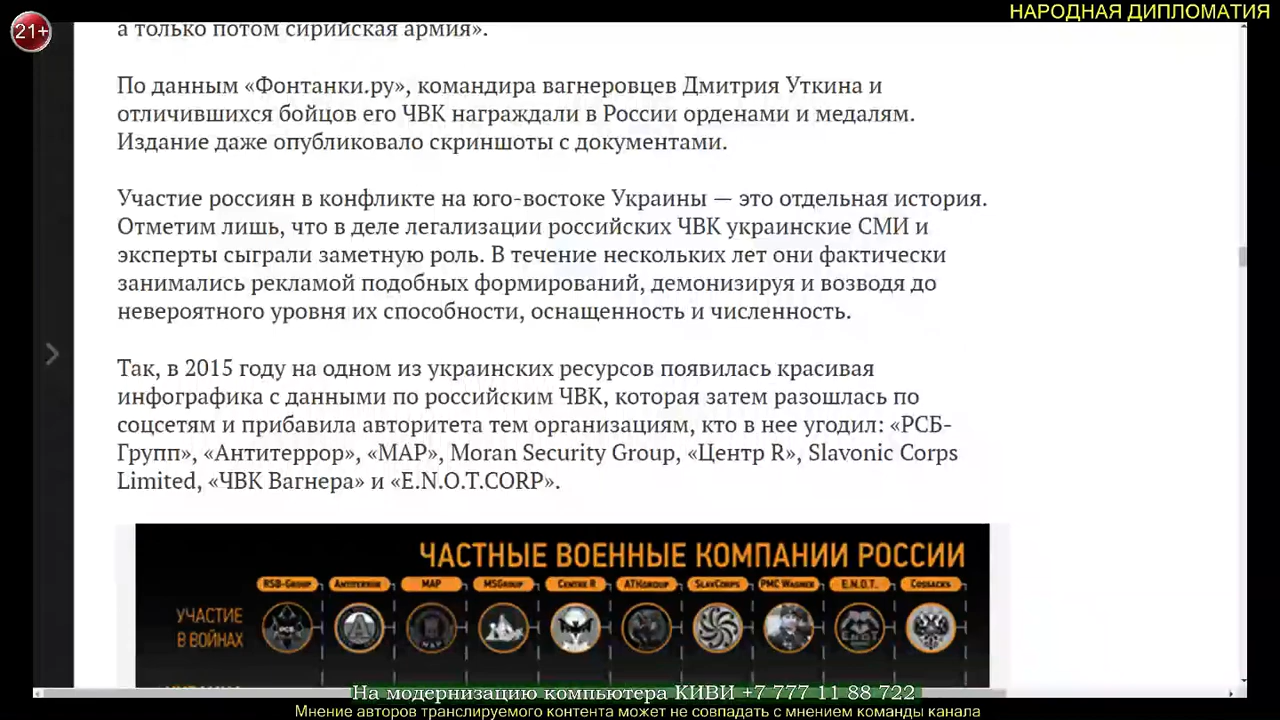 НАРОДНАЯ ДИПЛОМАТИЯ
21+
а только потом сирийская армия».
По данным «Фонтанки.ру», командира вагнеровцев Дмитрия Уткина и
отличившихся бойцов его ЧВК награждали в России орденами и медалям.
Издание даже опубликовало скриншоты с документами.
Участие россиян в конфликте на юго-востоке Украины — это отдельная история.
Отметим лишь, что в деле легализации российских ЧВК украинские СМИ и
эксперты сыграли заметную роль. В течение нескольких лет они фактически
занимались рекламой подобных формирований, демонизируя и возводя до
невероятного уровня их способности, оснащенность и численность.
Так, в 2015 году на одном из украинских ресурсов появилась красивая
инфографика с данными по российским ЧВК, которая затем разошлась по
соцсетям и прибавила авторитета тем организациям, кто в нее угодил: «РСБ-
Групп», «Антитеррор», «МАР», Moran Security Group, «Центр R», Slavonic Corps
Limited, «ЧВК Вагнера» и «E.N.O.T.CORP».
ЧАСТНЫЕ ВОЕННЫЕ КОМПАНИИ РОССИИ
RSB-Group Antiterror MAP MSGroup Centre R ATKgroup SlavCorps PMC Wagner E.N.O.T. Cossacks
УЧАСТИЕ
В ВОЙНАХ
На модернизацию компьютера КИВИ +7 777 11 88 722
Мнение авторов транслируемого контента может не совпадать с мнением команды канала